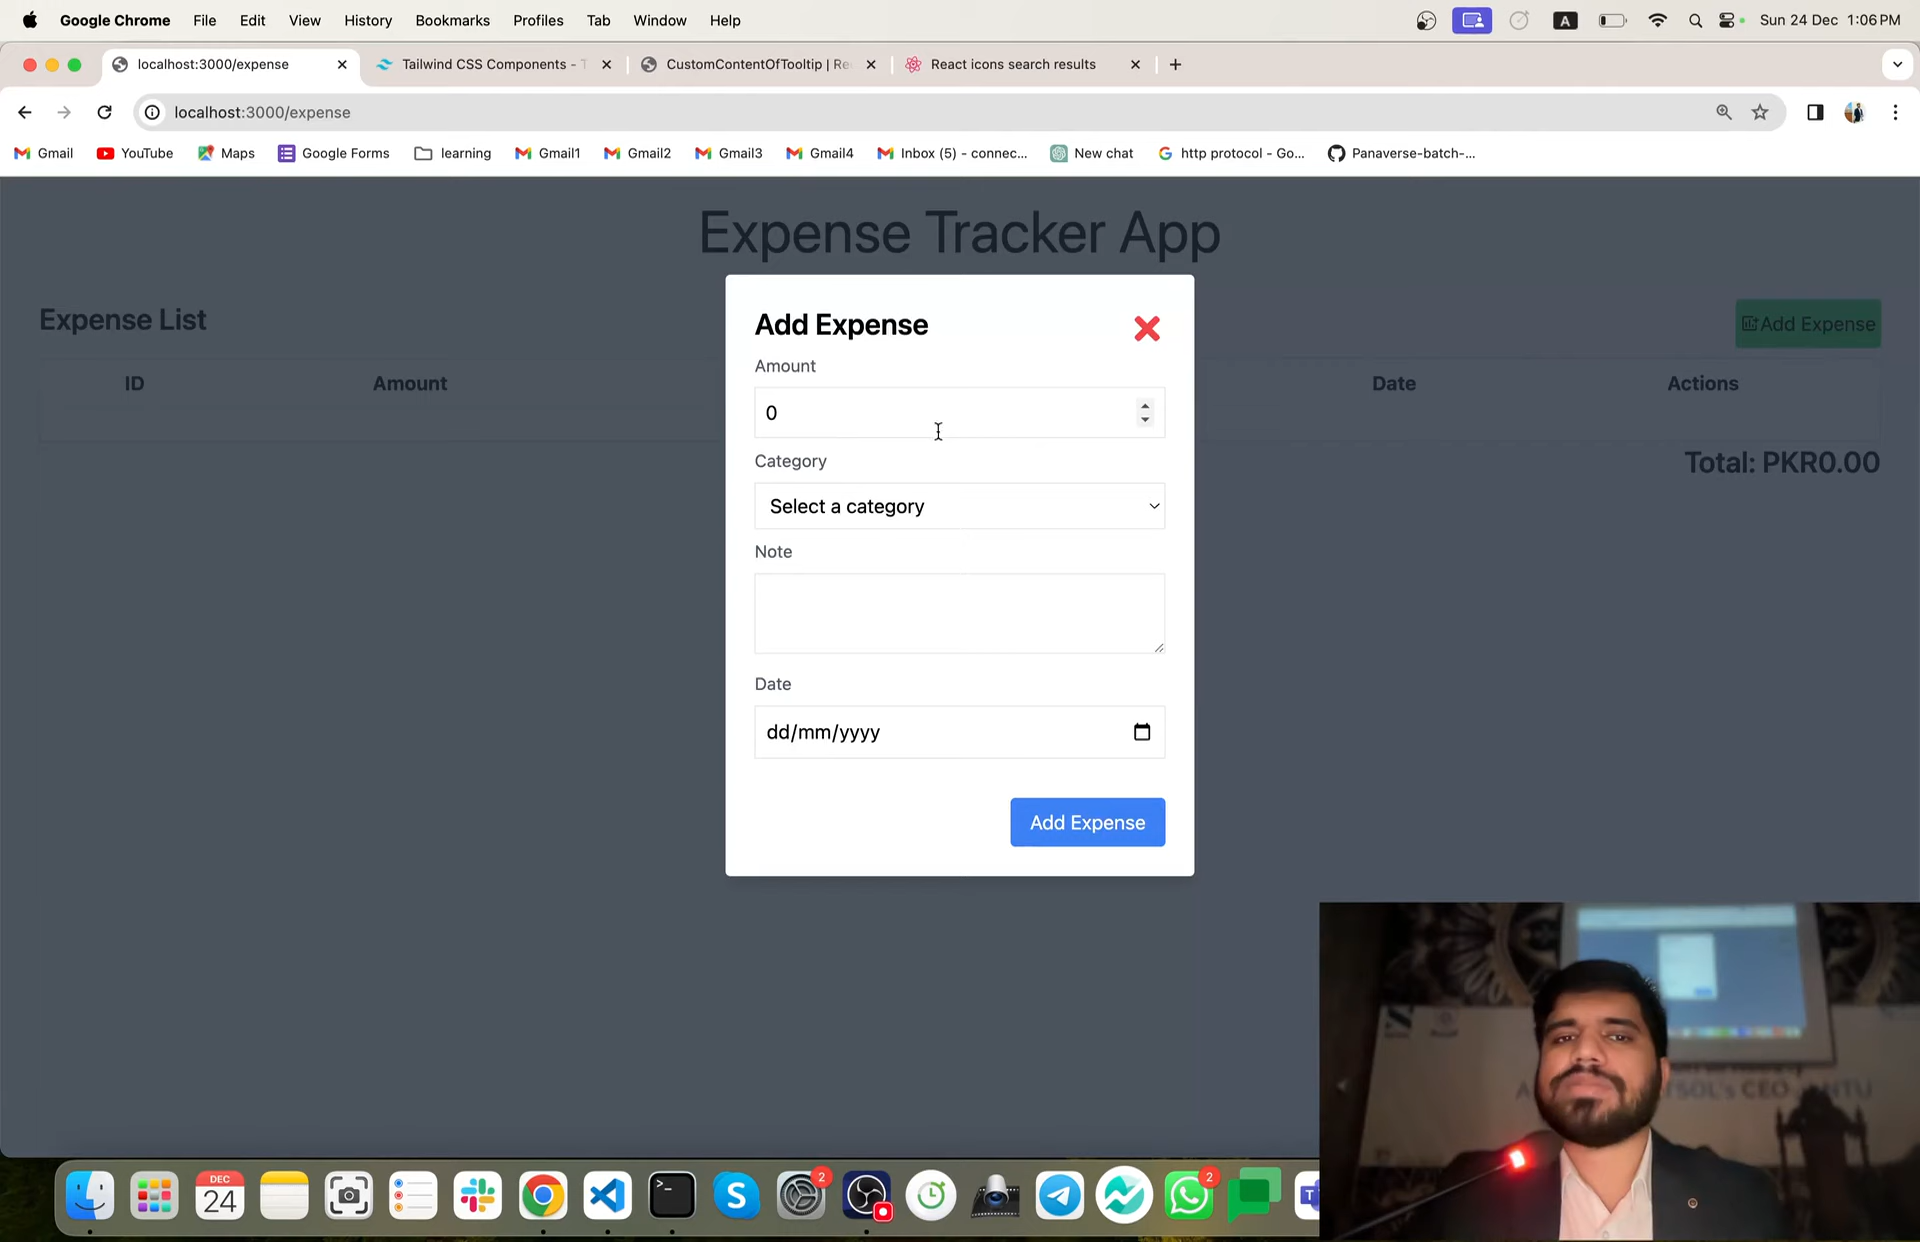 Google Chrome File Edit View History Bookmarks Profiles Tab Window Help A Sun 24 Dec 1:06 PM
localhost:3000/expense Tailwind CSS Components - T CustomContentOfTooltip | Re React icons search results
localhost:3000/expense
Gmail YouTube Maps Google Forms learning Gmail1 Gmail2 Gmail3 Gmail4 Inbox (5) - connec... New chat http protocol - Go... Panaverse-batch-...
Expense Tracker App
Expense List
Add Expense
ID Amount Date Actions
Total: PKR0.00
Add Expense
Amount
0
Category
Select a category
Note
Date
dd/mm/yyyy
Add Expense
DEC
24
2
2